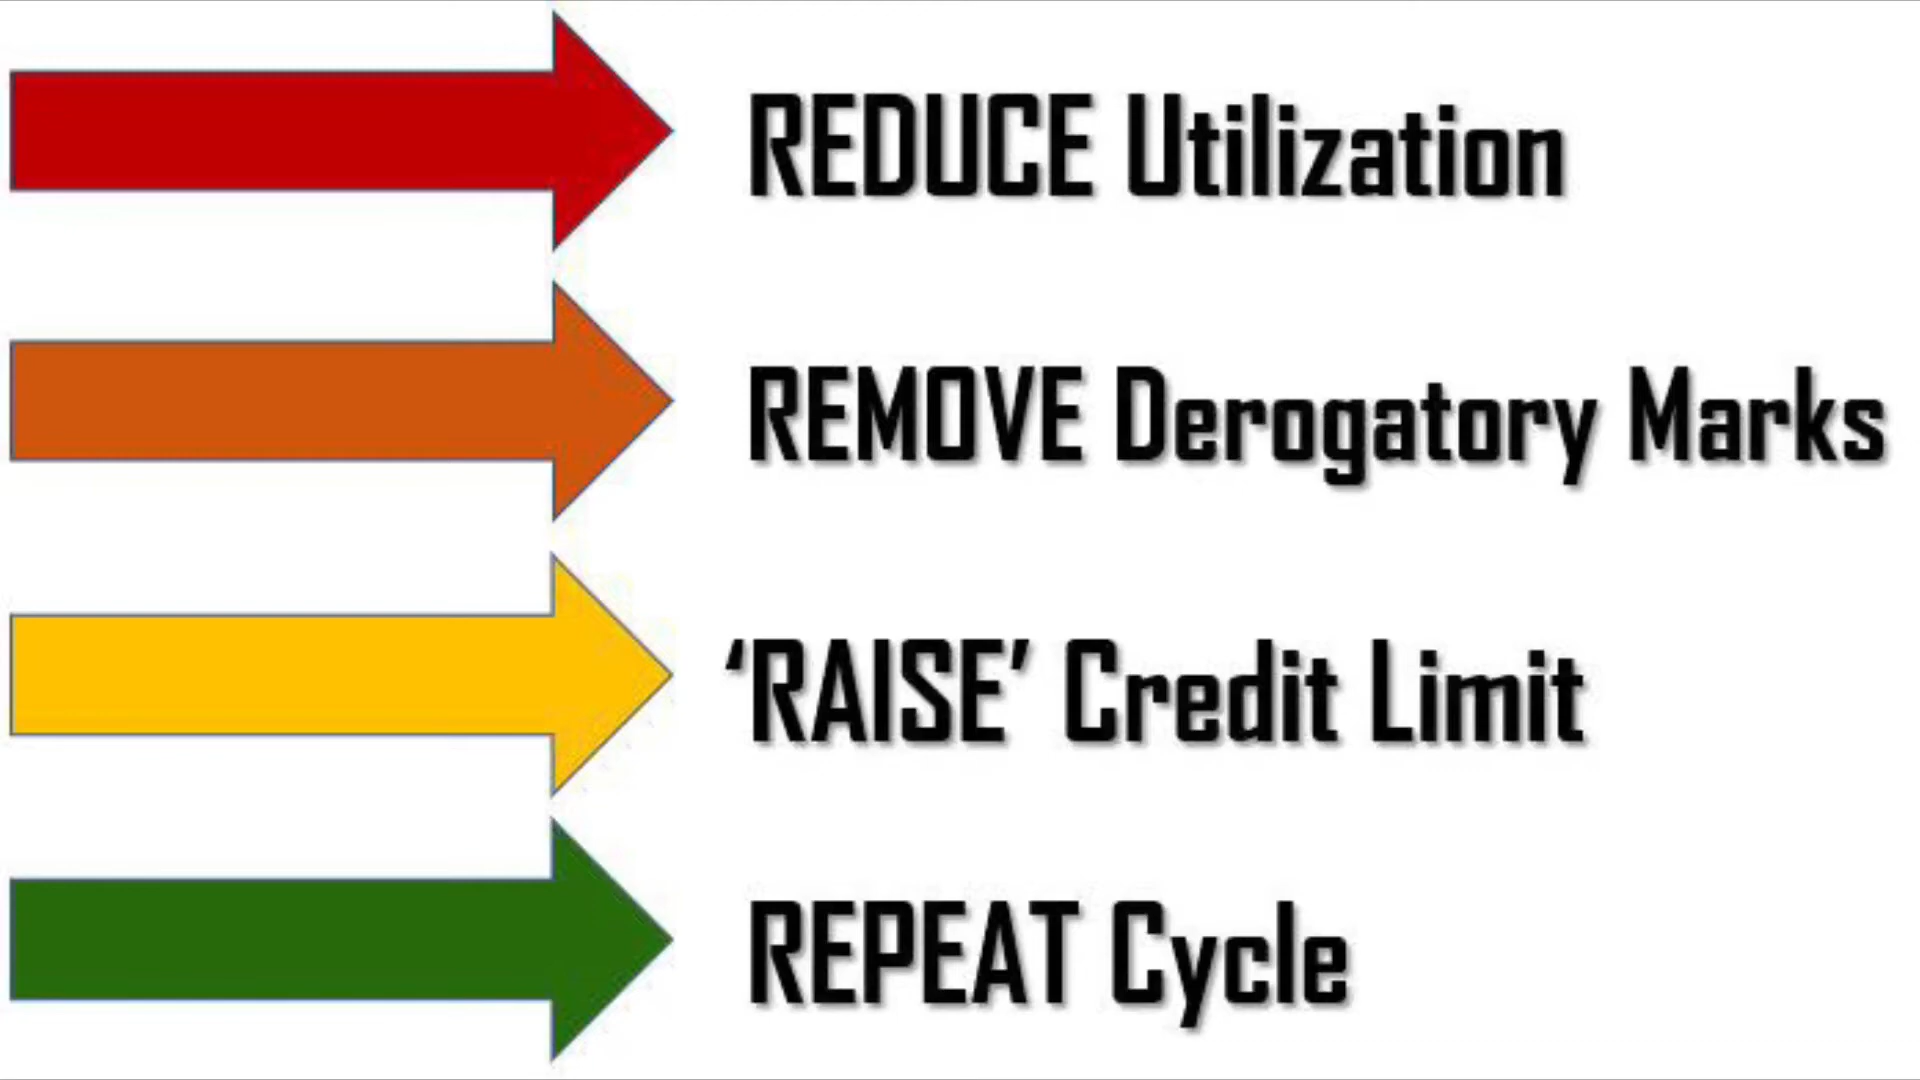 REDUCE Utilization
REMOVE Derogatory Marks
‘RAISE’ Credit Limit
REPEAT Cycle